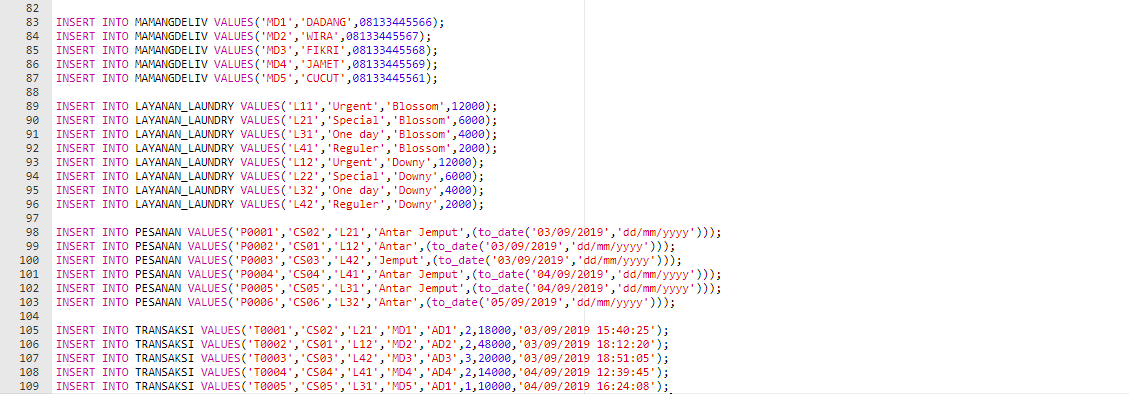 82
83 INSERT INTO MAMANGDELIV VALUES('MD1','DADANG',08133445566);
84 INSERT INTO MAMANGDELIV VALUES('MD2','WIRA',08133445567);
85 INSERT INTO MAMANGDELIV VALUES('MD3','FIKRI',08133445568);
86 INSERT INTO MAMANGDELIV VALUES('MD4','JAMET',08133445569);
87 INSERT INTO MAMANGDELIV VALUES('MD5','CUCUT',08133445561);
88
89 INSERT INTO LAYANAN_LAUNDRY VALUES('L11','Urgent','Blossom',12000);
90 INSERT INTO LAYANAN_LAUNDRY VALUES('L21','Special','Blossom',6000);
91 INSERT INTO LAYANAN_LAUNDRY VALUES('L31','One day','Blossom',4000);
92 INSERT INTO LAYANAN_LAUNDRY VALUES('L41','Reguler','Blossom',2000);
93 INSERT INTO LAYANAN_LAUNDRY VALUES('L12','Urgent','Downy',12000);
94 INSERT INTO LAYANAN_LAUNDRY VALUES('L22','Special','Downy',6000);
95 INSERT INTO LAYANAN_LAUNDRY VALUES('L32','One day','Downy',4000);
96 INSERT INTO LAYANAN_LAUNDRY VALUES('L42','Reguler','Downy',2000);
97
98 INSERT INTO PESANAN VALUES('P0001','CS02','L21','Antar Jemput',(to_date('03/09/2019','dd/mm/yyyy')));
99 INSERT INTO PESANAN VALUES('P0002','CS01','L12','Antar',(to_date('03/09/2019','dd/mm/yyyy')));
100 INSERT INTO PESANAN VALUES('P0003','CS03','L42','Jemput',(to_date('03/09/2019','dd/mm/yyyy')));
101 INSERT INTO PESANAN VALUES('P0004','CS04','L41','Antar Jemput',(to_date('04/09/2019','dd/mm/yyyy')));
102 INSERT INTO PESANAN VALUES('P0005','CS05','L31','Antar Jemput',(to_date('04/09/2019','dd/mm/yyyy')));
103 INSERT INTO PESANAN VALUES('P0006','CS06','L32','Antar',(to_date('05/09/2019','dd/mm/yyyy')));
104
105 INSERT INTO TRANSAKSI VALUES('T0001','CS02','L21','MD1','AD1',2,18000,'03/09/2019 15:40:25');
106 INSERT INTO TRANSAKSI VALUES('T0002','CS01','L12','MD2','AD2',2,48000,'03/09/2019 18:12:20');
107 INSERT INTO TRANSAKSI VALUES('T0003','CS03','L42','MD3','AD3',3,20000,'03/09/2019 18:51:05');
108 INSERT INTO TRANSAKSI VALUES('T0004','CS04','L41','MD4','AD4',2,14000,'04/09/2019 12:39:45');
109 INSERT INTO TRANSAKSI VALUES('T0005','CS05','L31','MD5','AD1',1,10000,'04/09/2019 16:24:08');